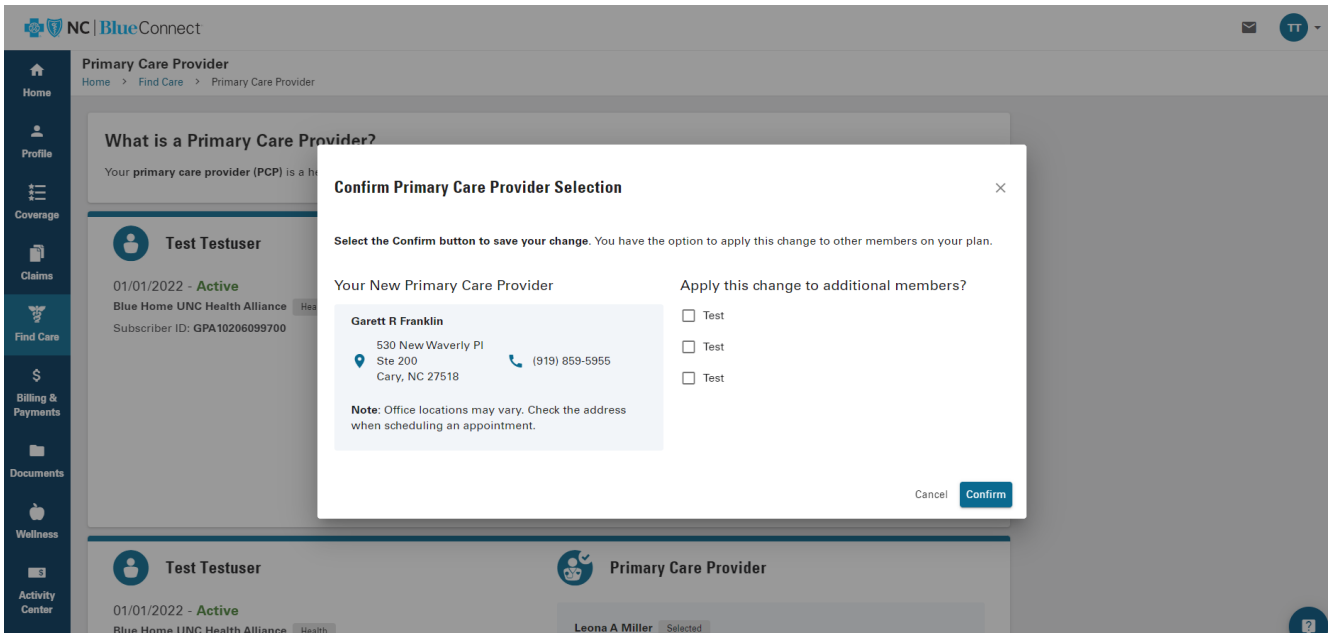 NC | BlueConnect
TT
Home
Profile
Coverage
Claims
Find Care
$
Billing &
Payments
Documents
Wellness
$
Activity
Center
Primary Care Provider
Home > Find Care > Primary Care Provider
What is a Primary Care Provider?
Your primary care provider (PCP) is a
Test Testuser
01/01/2022 - Active
Blue Home UNC Health Alliance
Subscriber ID: GPA10206099700
Confirm Primary Care Provider Selection
Select the Confirm button to save your change. You have the option to apply this change to other members on your plan.
Your New Primary Care Provider
Garett R Franklin
530 New Waverly Pl
Ste 200
Cary, NC 27518
(919) 859-5955
Note: Office locations may vary. Check the address
when scheduling an appointment.
Apply this change to additional members?
Test
Test
Test
Cancel
Confirm
Test Testuser
01/01/2022 - Active
Blue Home UNC Health Alliance Health
Primary Care Provider
Leona A Miller Selected
?